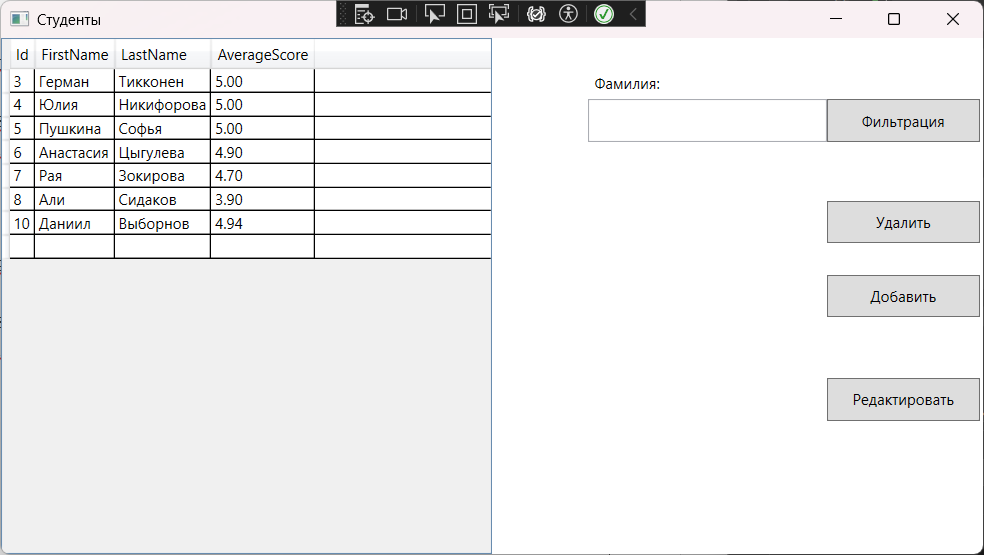 Студенты
Id FirstName LastName AverageScore
3 Герман Тикконен 5.00
4 Юлия Никифорова 5.00
5 Пушкина Софья 5.00
6 Анастасия Цыгулева 4.90
7 Рая Зокирова 4.70
8 Али Сидаков 3.90
10 Даниил Выборнов 4.94
Фамилия:
Фильтрация
Удалить
Добавить
Редактировать